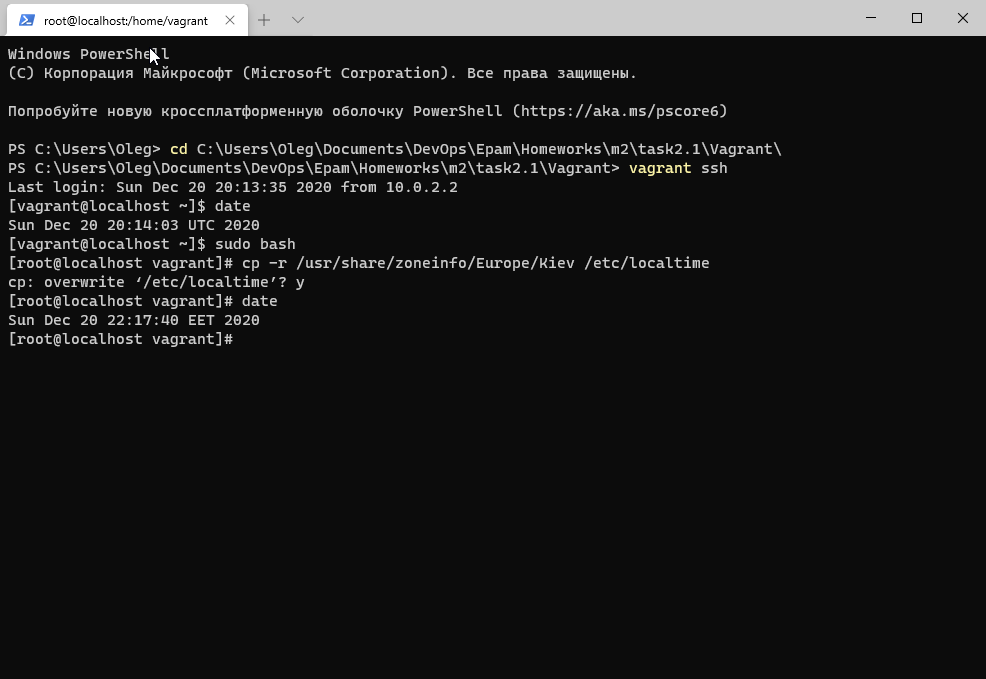 root@localhost:/home/vagrant
Windows PowerShell
(C) Корпорация Майкрософт (Microsoft Corporation). Все права защищены.
Попробуйте новую кроссплатформенную оболочку PowerShell (https://aka.ms/pscore6)
PS C:\Users\Oleg> cd C:\Users\Oleg\Documents\DevOps\Epam\Homeworks\m2\task2.1\Vagrant\
PS C:\Users\Oleg\Documents\DevOps\Epam\Homeworks\m2\task2.1\Vagrant> vagrant ssh
Last login: Sun Dec 20 20:13:35 2020 from 10.0.2.2
[vagrant@localhost ~]$ date
Sun Dec 20 20:14:03 UTC 2020
[vagrant@localhost ~]$ sudo bash
[root@localhost vagrant]# cp -r /usr/share/zoneinfo/Europe/Kiev /etc/localtime
cp: overwrite ‘/etc/localtime’? y
[root@localhost vagrant]# date
Sun Dec 20 22:17:40 EET 2020
[root@localhost vagrant]#